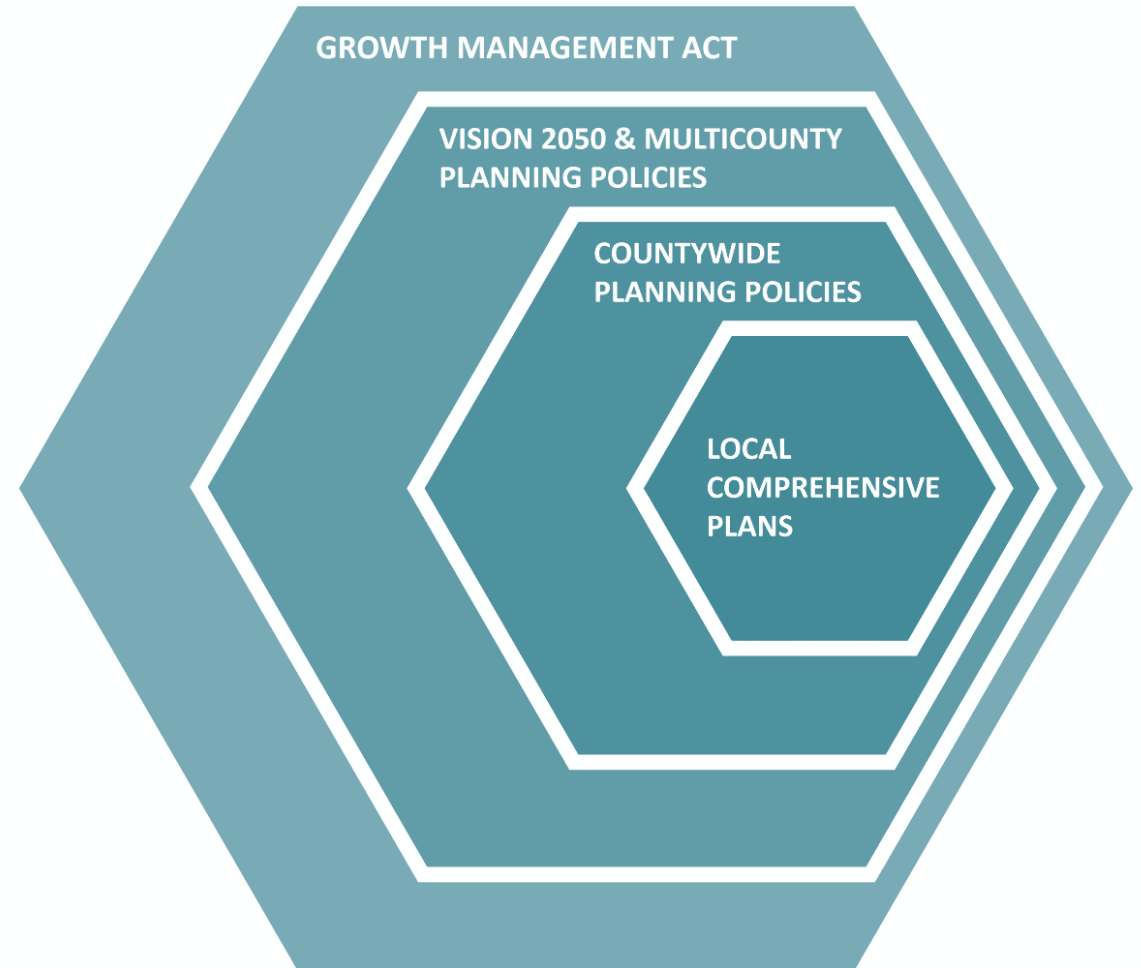 GROWTH MANAGEMENT ACT
VISION 2050 & MULTICOUNTY
PLANNING POLICIES
COUNTYWIDE
PLANNING POLICIES
LOCAL
COMPREHENSIVE
PLANS